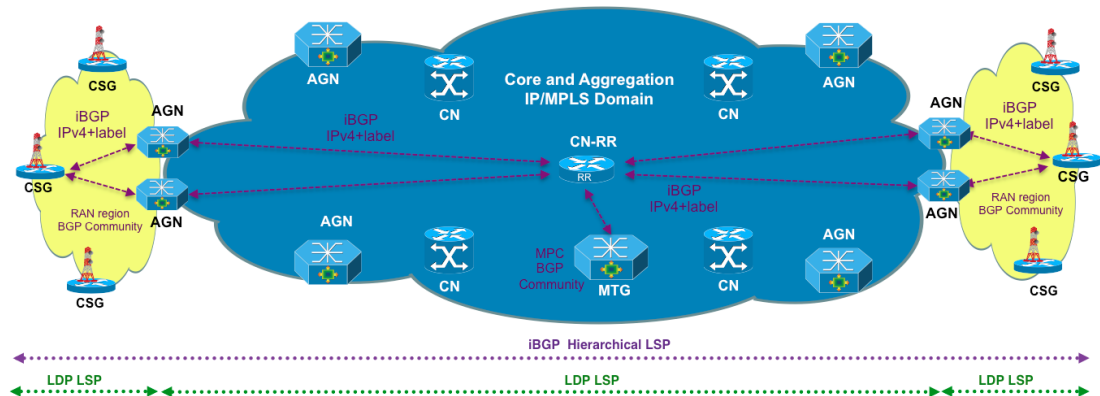 CSG
AGN
AGN
CSG
AGN
CN
Core and Aggregation
IP/MPLS Domain
CN
AGN
iBGP
IPv4+label
iBGP
IPv4+label
CN-RR
iBGP
IPv4+label
CSG
RR
CSG
RAN region
BGP Community
AGN
AGN
iBGP
IPv4+label
AGN
RAN region
BGP Community
AGN
MPC
BGP
Community
CSG
CN
MTG
CN
CSG
iBGP Hierarchical LSP
LDP LSP
LDP LSP
LDP LSP